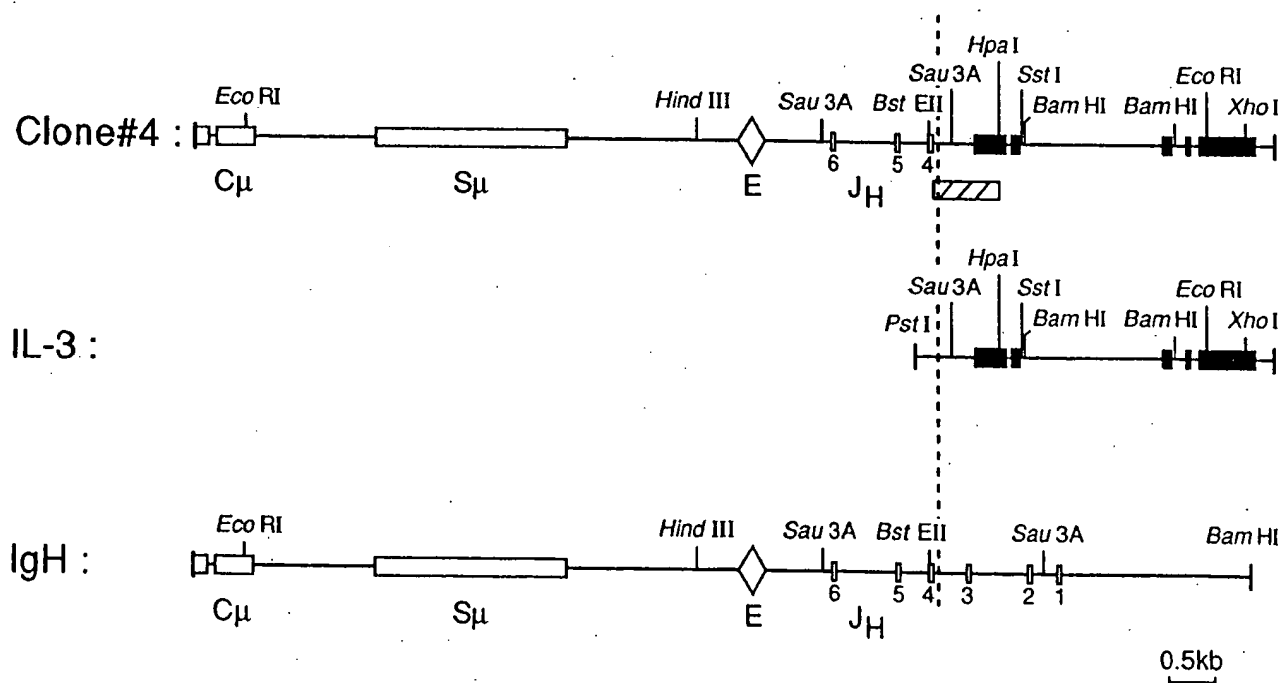 Hpa I
Sau 3A
Sst I
Eco RI
Eco RI
Hind III
Sau 3A
Bst EII
Bam HI
Bam HI
Xho I
Clone#4 :
6
5
4
Cμ
Sμ
E
JH
Hpa I
Sau 3A
Sst I
Eco RI
Pst I
Bam HI
Bam HI
Xho I
IL-3 :
Eco RI
Hind III
Sau 3A
Bst EII
Sau 3A
Bam HI
IgH :
6
5
4
3
2
1
Cμ
Sμ
E
JH
0.5kb